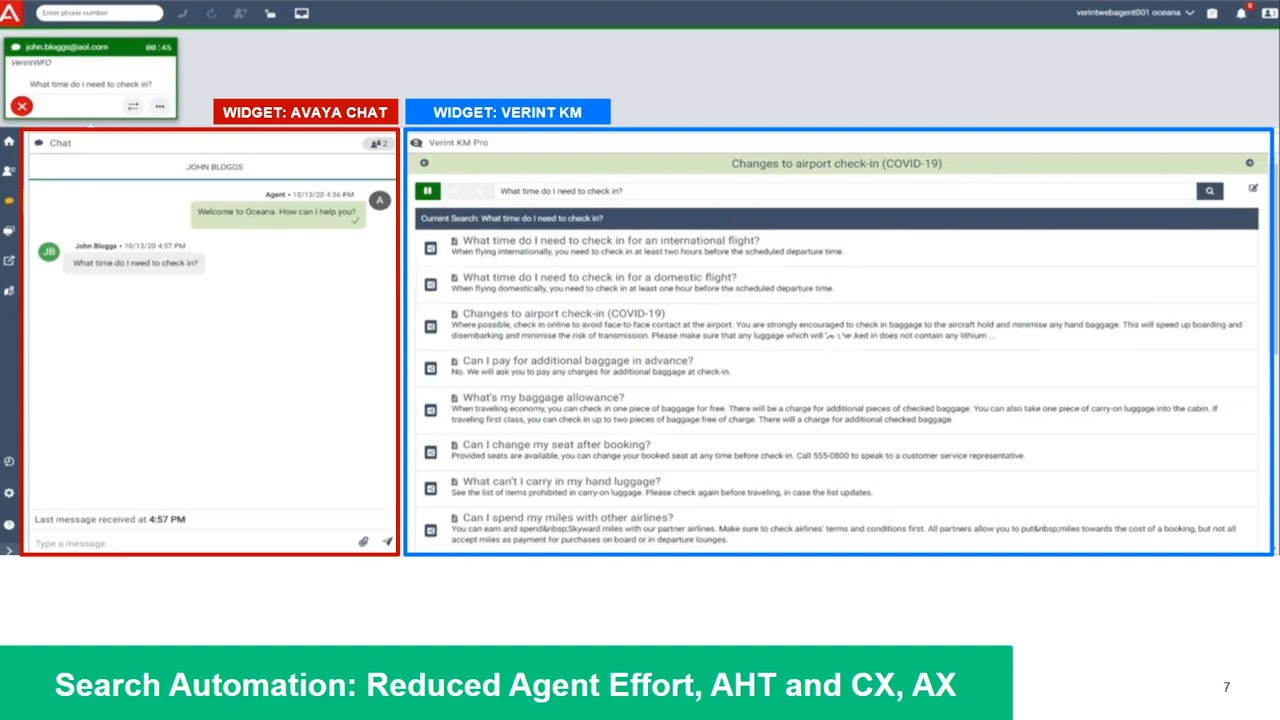 Enter phone number
verintwebagent001 oceana
8
john.bloggs@aol.com 00:45
VerintWFO
What time do I need to check in?
WIDGET: AVAYA CHAT
WIDGET: VERINT KM
Chat
2
JOHN BLOGGS
Agent • 10/13/20 4:56 PM
A
Welcome to Oceana. How can I help you?
JB
John Bloggs • 10/13/20 4:57 PM
What time do I need to check in?
Last message received at 4:57 PM
Type a message...
Verint KM Pro
Changes to airport check-in (COVID-19)
What time do I need to check in?
Current Search: What time do I need to check in?
What time do I need to check in for an international flight?
When flying internationally, you need to check in at least two hours before the scheduled departure time.
What time do I need to check in for a domestic flight?
When flying domestically, you need to check in at least one hour before the scheduled departure time.
Changes to airport check-in (COVID-19)
Where possible, check in online to avoid face-to-face contact at the airport. You are strongly encouraged to check in baggage to the aircraft hold and minimise any hand baggage. This will speed up boarding and
disembarking and minimise the risk of transmission. Please make sure that any luggage which will checked in does not contain any lithium ...
Can I pay for additional baggage in advance?
No. We will ask you to pay any charges for additional baggage at check-in.
What's my baggage allowance?
When traveling economy, you can check in one piece of baggage for free. There will be a charge for additional pieces of checked baggage. You can also take one piece of carry-on luggage into the cabin. If
traveling first class, you can check in up to two pieces of baggage free of charge. There will a charge for additional checked baggage.
Can I change my seat after booking?
Provided seats are available, you can change your booked seat at any time before check-in. Call 555-0800 to speak to a customer service representative.
What can't I carry in my hand luggage?
See the list of items prohibited in carry-on luggage. Please check again before traveling, in case the list updates.
Can I spend my miles with other airlines?
You can earn and spend&nbsp;Skyward miles with our partner airlines. Make sure to check airlines' terms and conditions first. All partners allow you to put&nbsp;miles towards the cost of a booking, but not all
accept miles as payment for purchases on board or in departure lounges.
Search Automation: Reduced Agent Effort, AHT and CX, AX
7